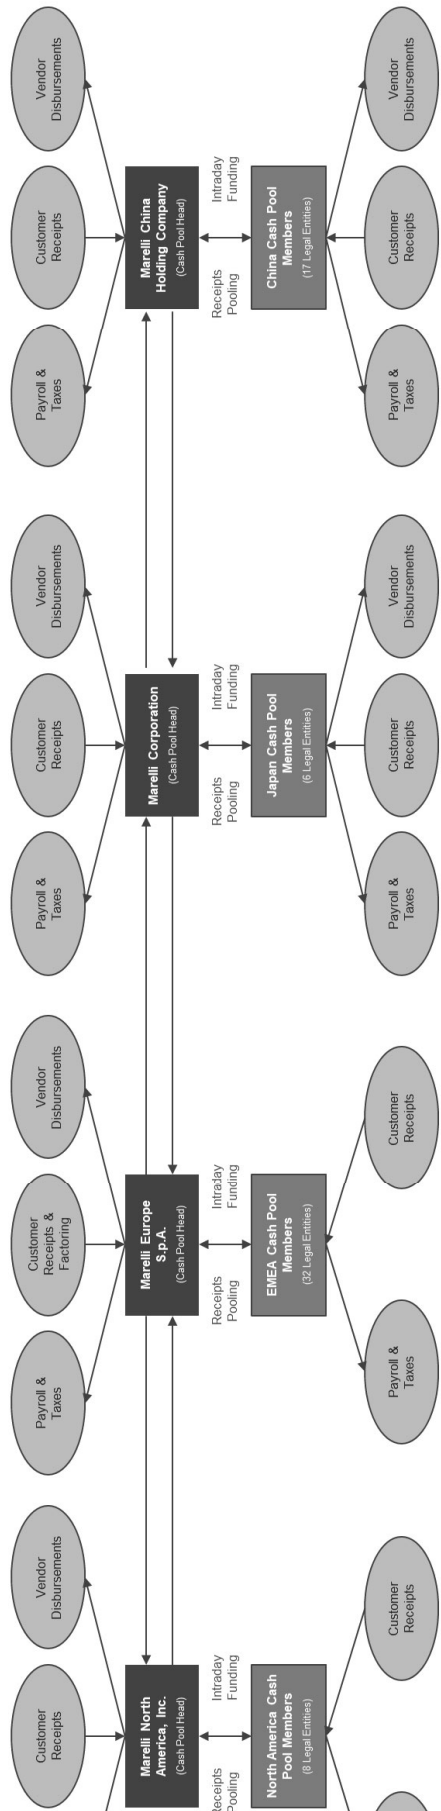 Customer
Receipts
Vendor
Disbursements
Payroll &
Taxes
Customer
Receipts &
Factoring
Vendor
Disbursements
Payroll &
Taxes
Customer
Receipts
Vendor
Disbursements
Payroll &
Taxes
Customer
Receipts
Vendor
Disbursements
Marelli North
America, Inc.
(Cash Pool Head)
Marelli Europe
S.p.A.
(Cash Pool Head)
Marelli Corporation
(Cash Pool Head)
Marelli China
Holding Company
(Cash Pool Head)
Receipts
Pooling
Intraday
Funding
Receipts
Pooling
Intraday
Funding
Receipts
Pooling
Intraday
Funding
Receipts
Pooling
Intraday
Funding
North America Cash
Pool Members
(8 Legal Entities)
EMEA Cash Pool
Members
(32 Legal Entities)
Japan Cash Pool
Members
(6 Legal Entities)
China Cash Pool
Members
(17 Legal Entities)
Customer
Receipts
Payroll &
Taxes
Customer
Receipts
Payroll &
Taxes
Customer
Receipts
Vendor
Disbursements
Payroll &
Taxes
Customer
Receipts
Vendor
Disbursements